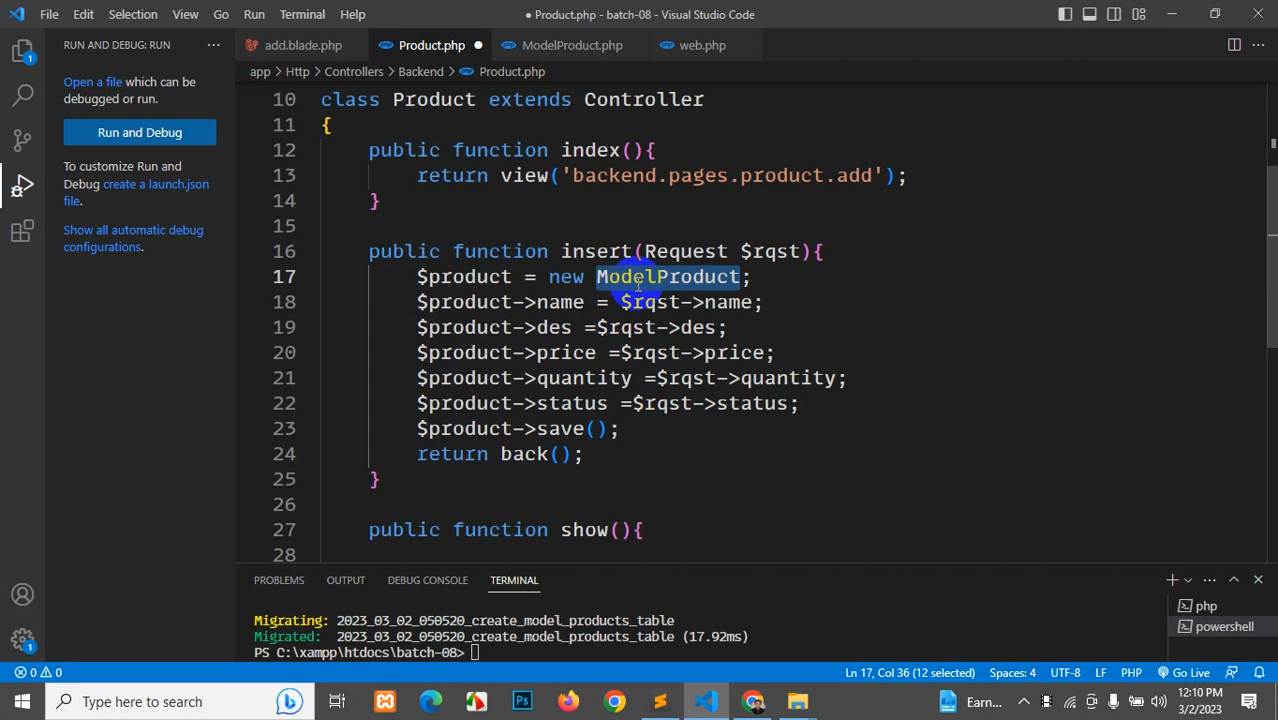 File Edit Selection View Go Run Terminal Help
● Product.php - batch-08 - Visual Studio Code
RUN AND DEBUG: RUN ···
add.blade.php Product.php ● ModelProduct.php web.php
app > Http > Controllers > Backend > Product.php
Open a file which can be
debugged or run.
Run and Debug
To customize Run and
Debug create a launch.json
file.
Show all automatic debug
configurations.
10 class Product extends Controller
11 {
12 public function index(){
13 return view('backend.pages.product.add');
14 }
15
16 public function insert(Request $rqst){
17 $product = new ModelProduct;
18 $product->name = $rqst->name;
19 $product->des =$rqst->des;
20 $product->price =$rqst->price;
21 $product->quantity =$rqst->quantity;
22 $product->status =$rqst->status;
23 $product->save();
24 return back();
25 }
26
27 public function show(){
28
PROBLEMS OUTPUT DEBUG CONSOLE TERMINAL
Migrating: 2023_03_02_050520_create_model_products_table
Migrated: 2023_03_02_050520_create_model_products_table (17.92ms)
PS C:\xampp\htdocs\batch-08>
php
powershell
1
1
0 0 Ln 17, Col 36 (12 selected) Spaces: 4 UTF-8 LF PHP Go Live
Type here to search
Ps
Earn...
12:10 PM
3/2/2023
1